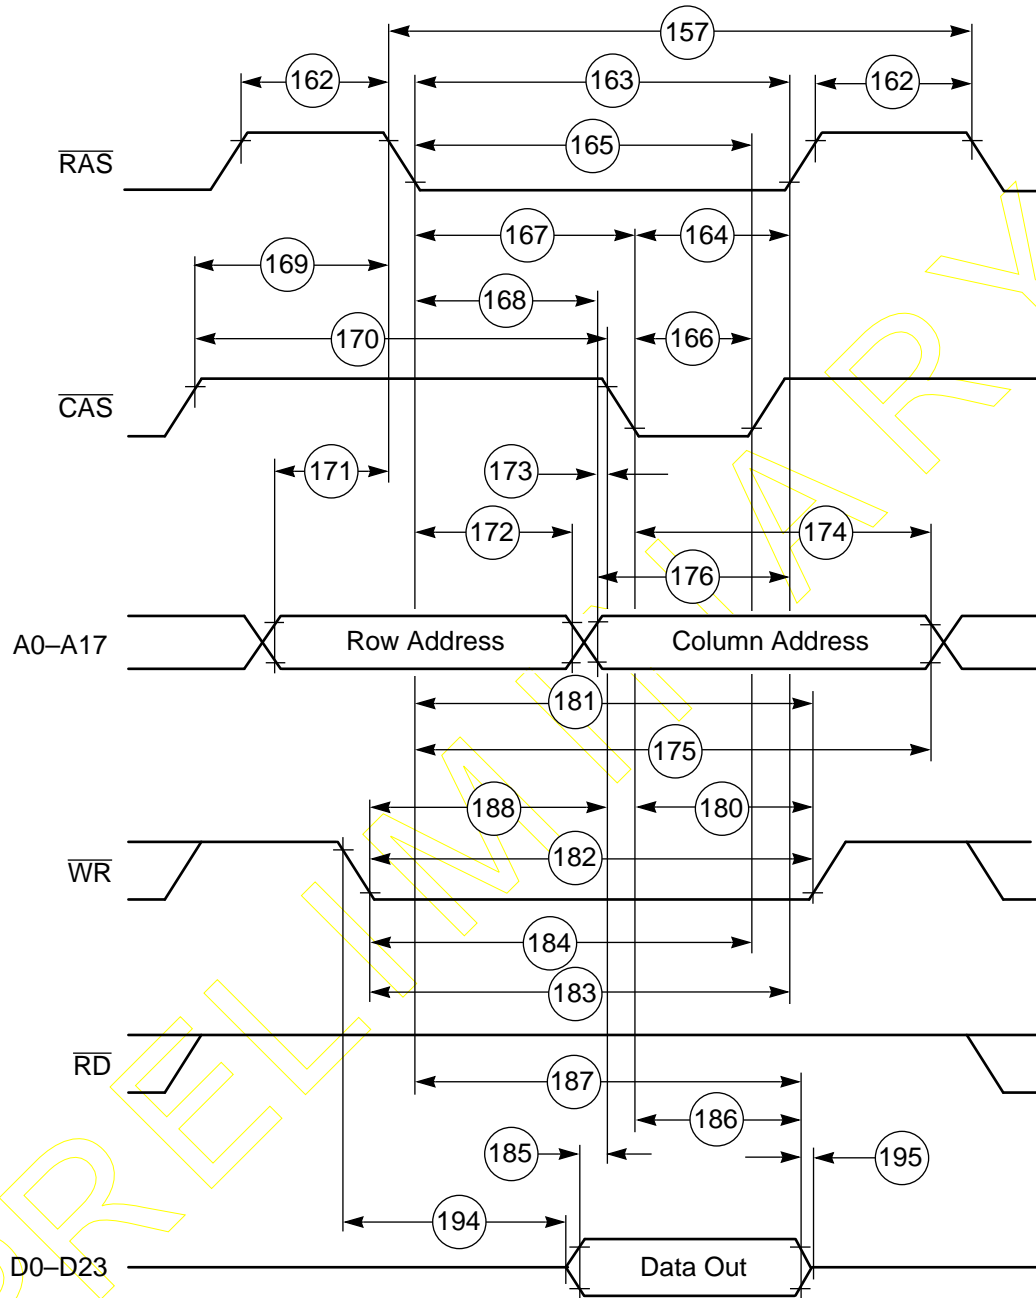 157
162
163
162
165
RAS
167
164
169
168
170
166
CAS
171
173
172
174
176
A0–A17
Row Address
Column Address
181
175
188
180
WR
182
184
183
RD
187
186
185
195
194
D0–D23
Data Out
PRELIMINARY